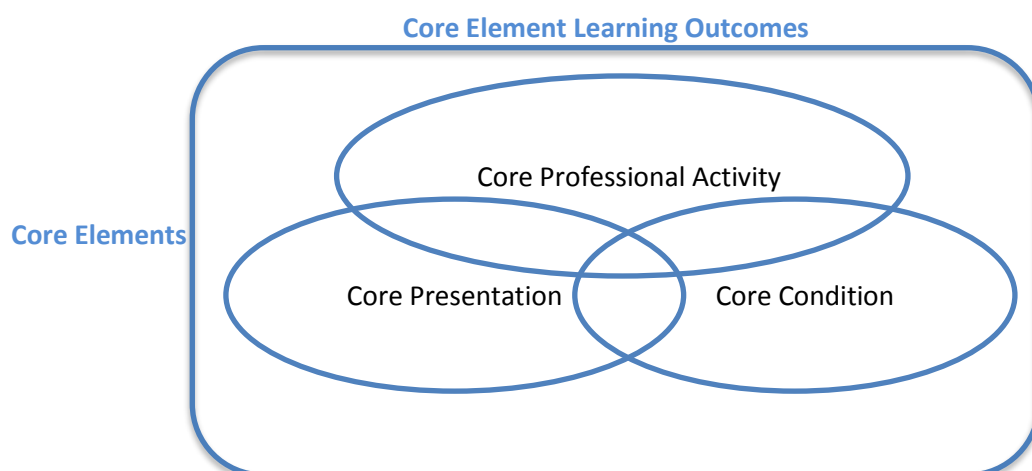 Core Element Learning Outcomes
Core Professional Activity
Core Elements
Core Presentation
Core Condition